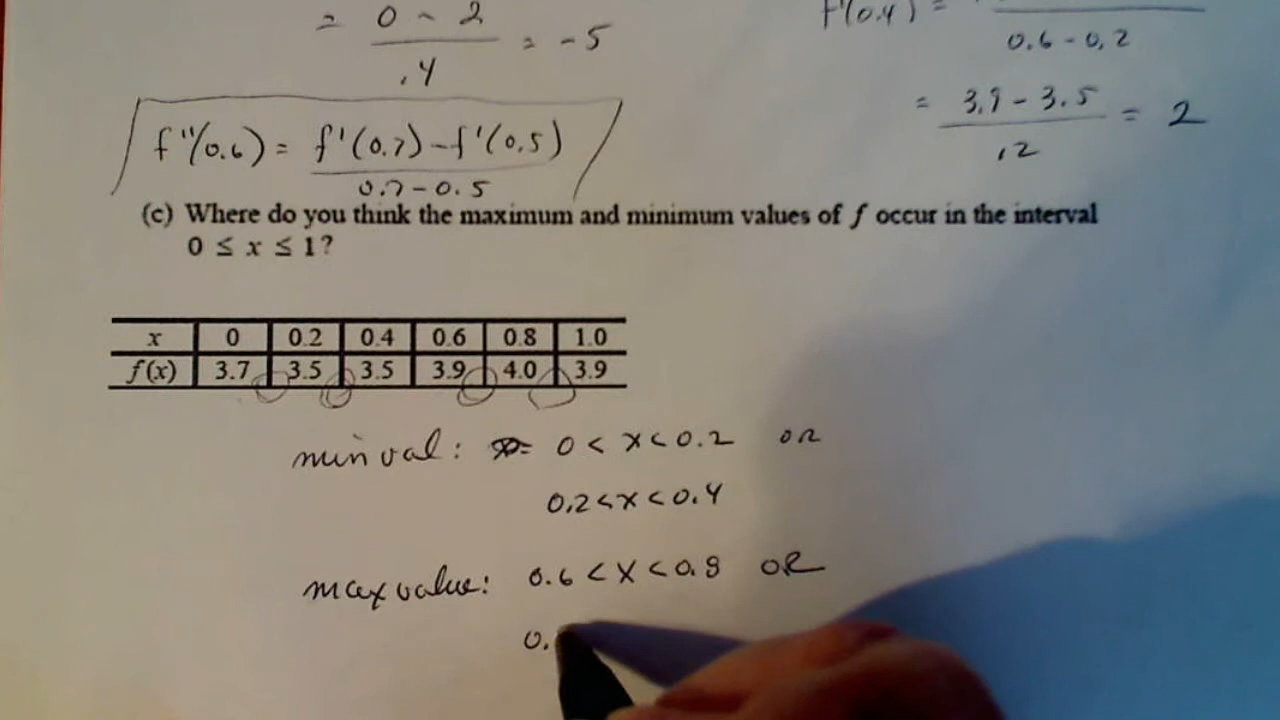 = 0 - 2
.4
= -5
f'(0.4) =
0.6 - 0.2
= 3.9 - 3.5
.2
= 2
f"(0.6) = f'(0.7) - f'(0.5)
0.7 - 0.5
(c) Where do you think the maximum and minimum values of f occur in the interval
0 ≤ x ≤ 1?
x 0 0.2 0.4 0.6 0.8 1.0
f(x) 3.7 3.5 3.5 3.9 4.0 3.9
min val: 0 < x < 0.2 or
0.2 < x < 0.4
max value: 0.6 < x < 0.8 OR
0.